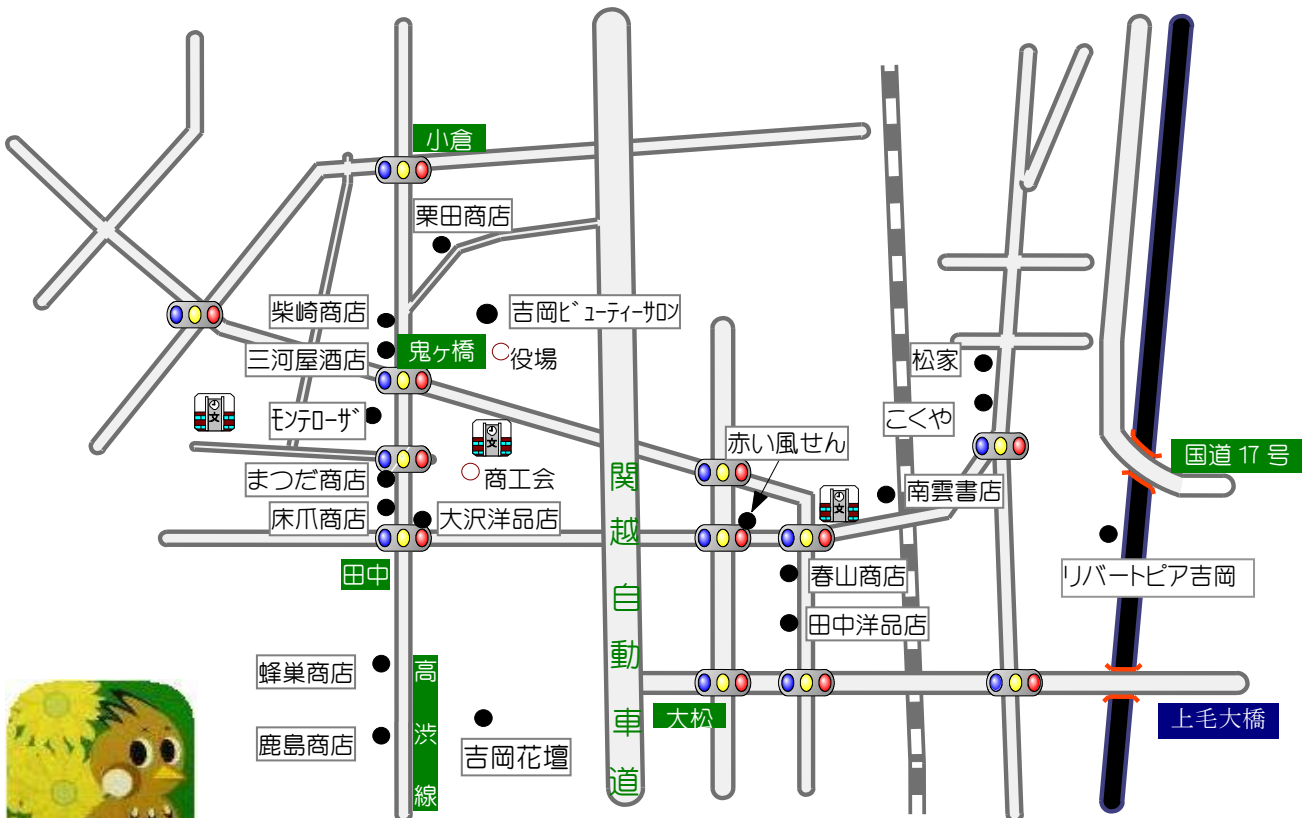 小倉
栗田商店
柴崎商店
吉岡ビューティーサロン
三河屋酒店
鬼ヶ橋
役場
松家
モンテローザ
こくや
赤い風せん
国道17号
まつだ商店
商工会
南雲書店
床爪商店
大沢洋品店
関越自動車道
田中
春山商店
リバートピア吉岡
田中洋品店
蜂巣商店
高渋線
大松
上毛大橋
鹿島商店
吉岡花壇
文
文
文